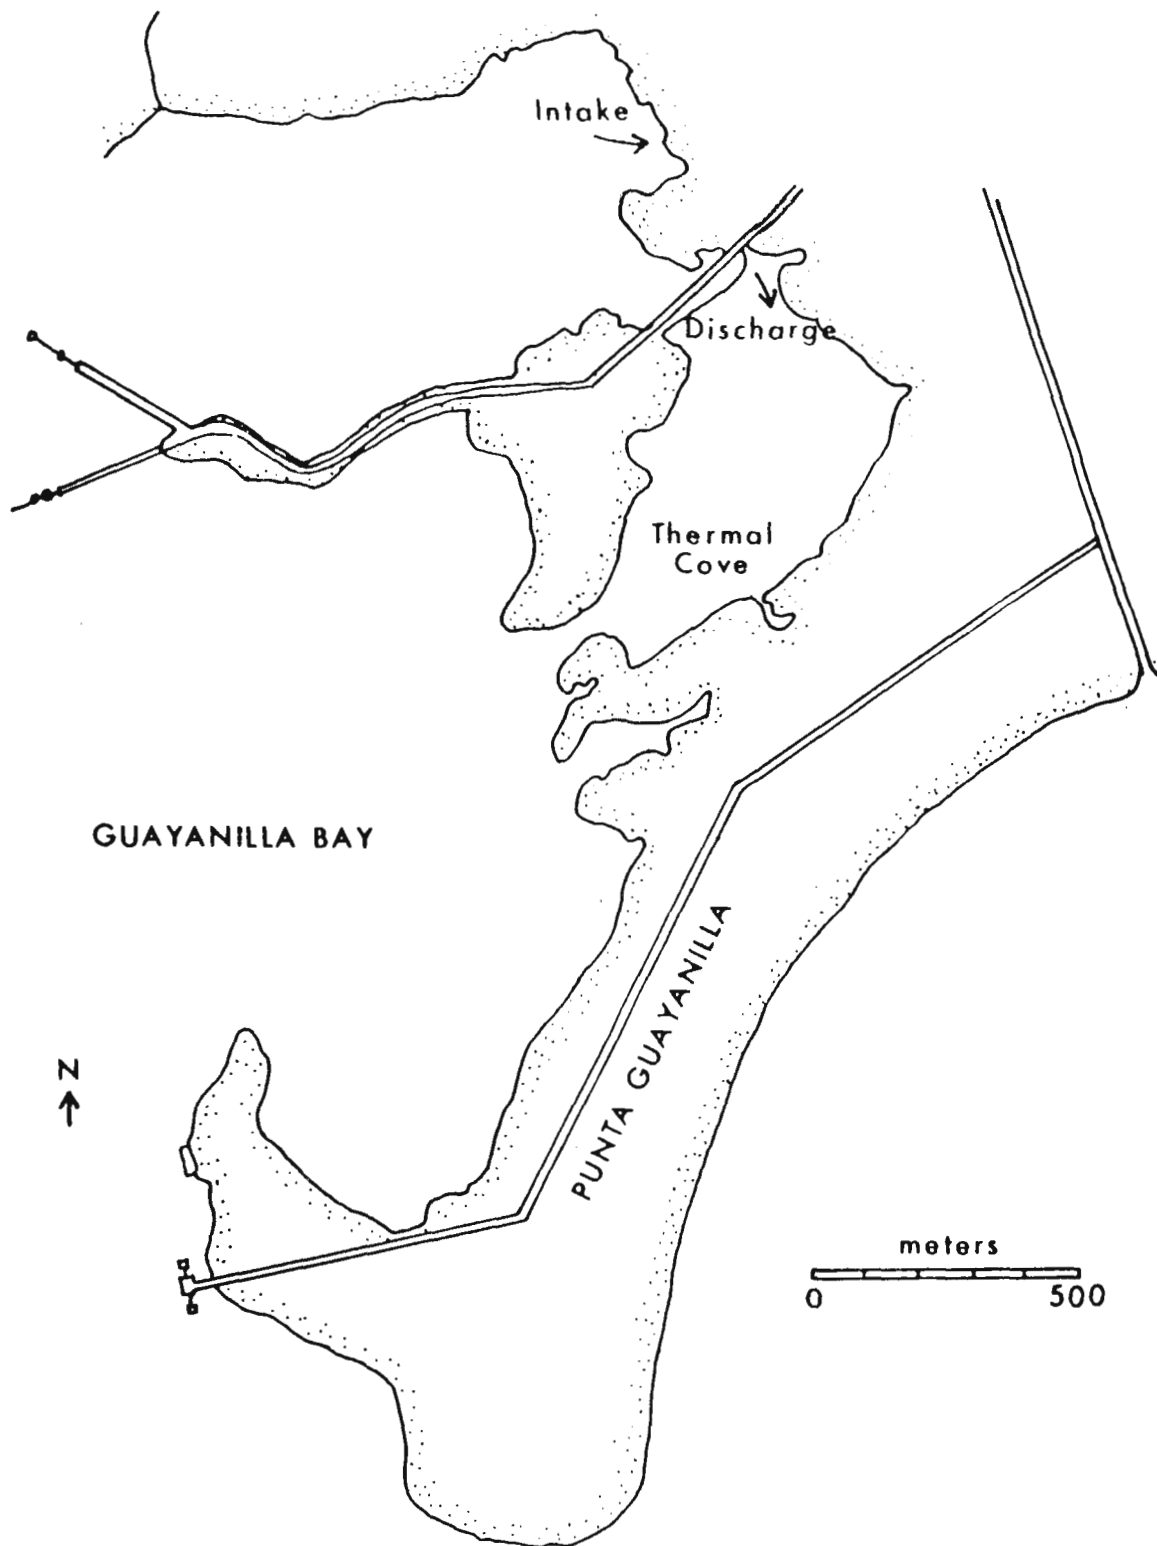 Intake
Discharge
Thermal
Cove
GUAYANILLA BAY
PUNTA GUAYANILLA
N
meters
0 500